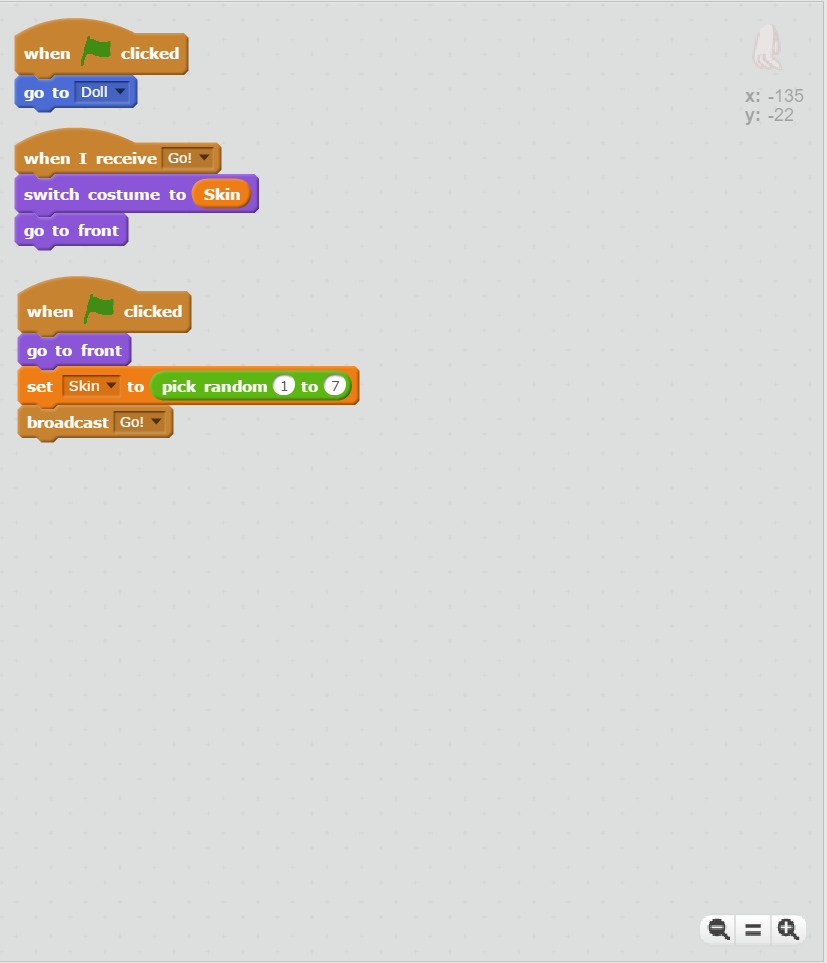 when clicked
go to Doll
when I receive Go!
switch costume to Skin
go to front
when clicked
go to front
set Skin to pick random 1 to 7
broadcast Go!
x: -135
y: -22